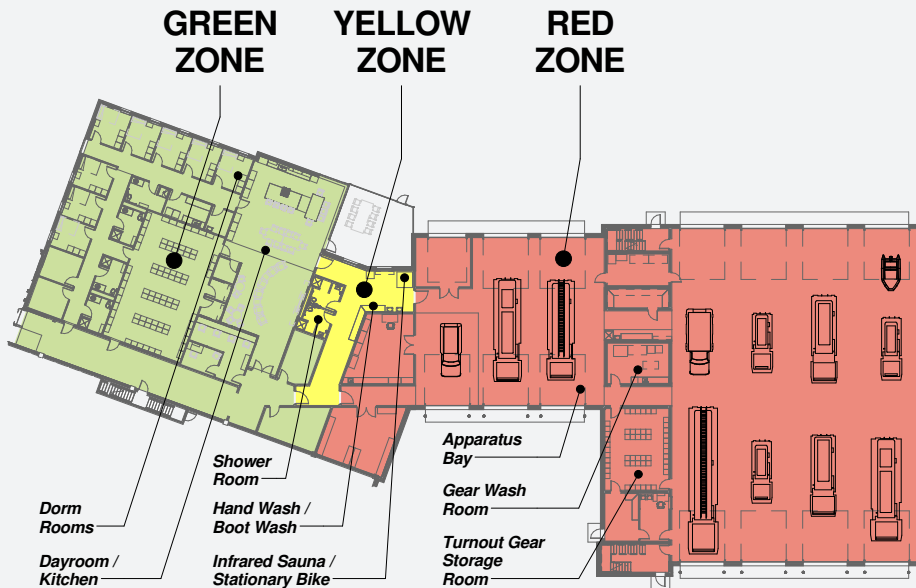 GREEN
ZONE
YELLOW
ZONE
RED
ZONE
Shower
Room
Dorm
Rooms
Hand Wash /
Boot Wash
Dayroom /
Kitchen
Infrared Sauna /
Stationary Bike
Apparatus
Bay
Gear Wash
Room
Turnout Gear
Storage
Room